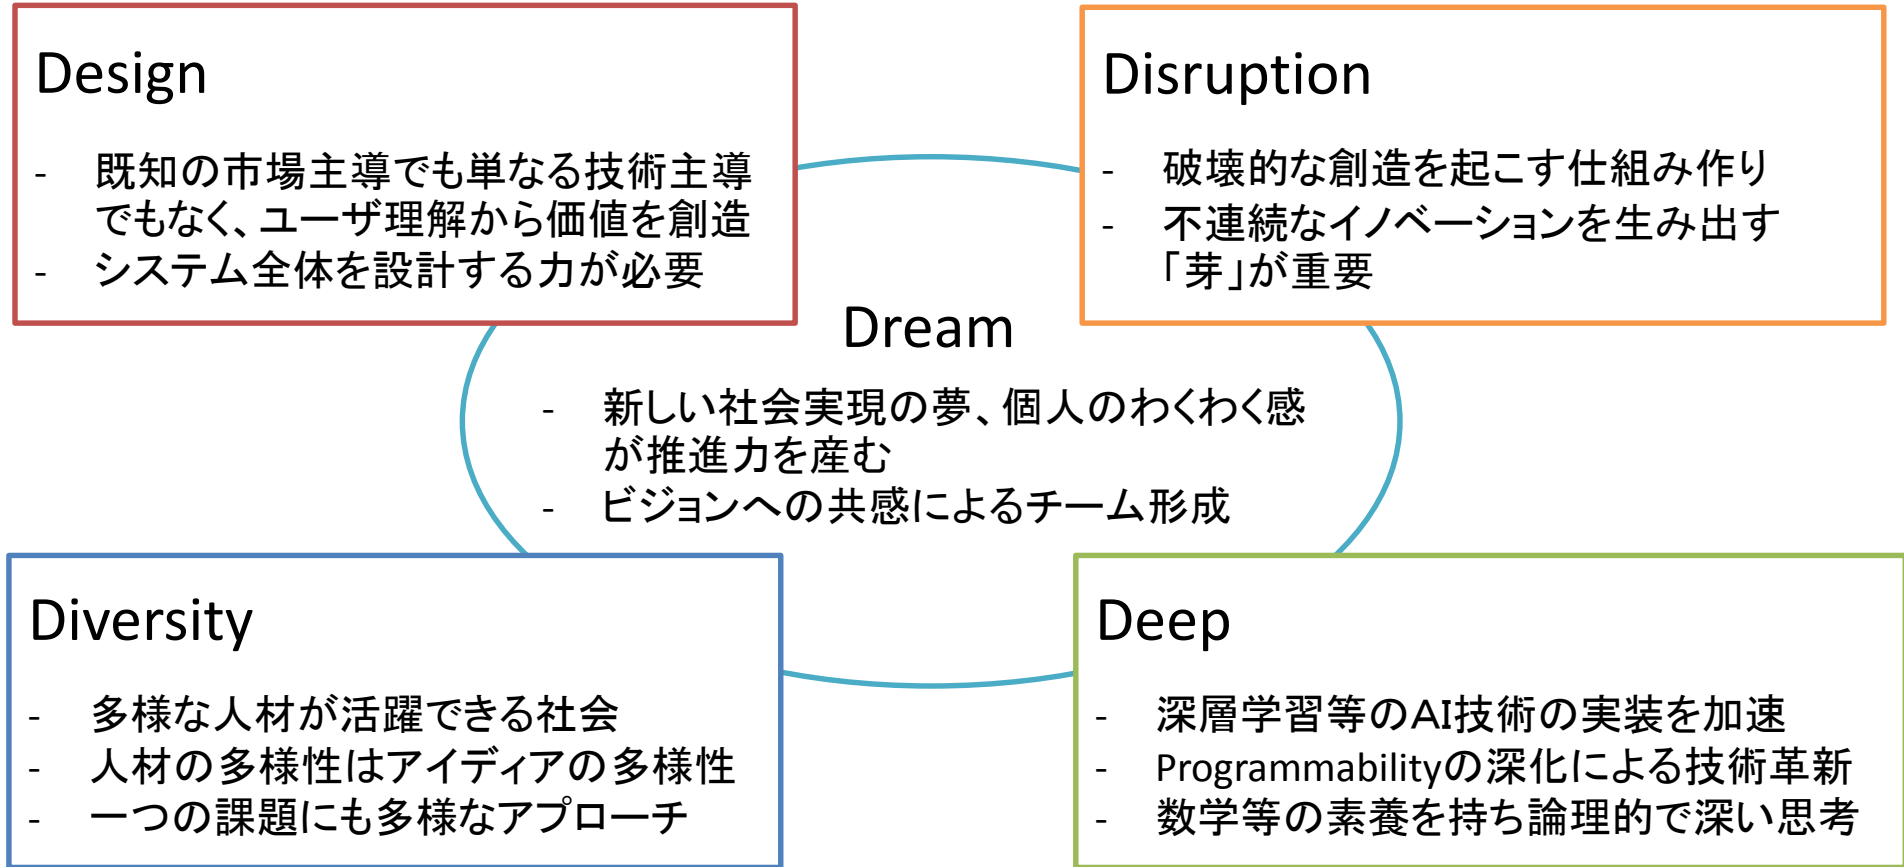 Design
- 既知の市場主導でも単なる技術主導
でもなく、ユーザ理解から価値を創造
- システム全体を設計する力が必要
Disruption
- 破壊的な創造を起こす仕組み作り
- 不連続なイノベーションを生み出す
「芽」が重要
Dream
- 新しい社会実現の夢、個人のわくわく感
が推進力を産む
- ビジョンへの共感によるチーム形成
Diversity
- 多様な人材が活躍できる社会
- 人材の多様性はアイディアの多様性
- 一つの課題にも多様なアプローチ
Deep
- 深層学習等のAI技術の実装を加速
- Programmabilityの深化による技術革新
- 数学等の素養を持ち論理的で深い思考